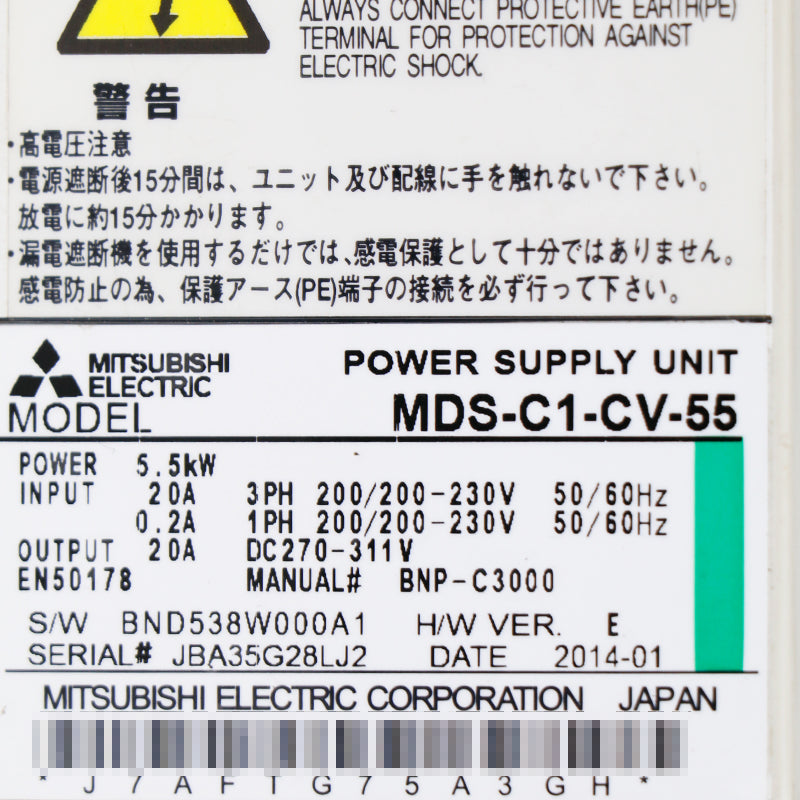 ALWAYS CONNECT PROTECTIVE EARTH(PE)
TERMINAL FOR PROTECTION AGAINST
ELECTRIC SHOCK.
警告
・高電圧注意
・電源遮断後15分間は、ユニット及び配線に手を触れないで下さい。
放電に約15分かかります。
・漏電遮断機を使用するだけでは、感電保護として十分ではありません。
感電防止の為、保護アース(PE)端子の接続を必ず行って下さい。
MITSUBISHI
ELECTRIC
POWER SUPPLY UNIT
MODEL MDS-C1-CV-55
POWER 5.5kW
INPUT 20A 3PH 200/200-230V 50/60Hz
0.2A 1PH 200/200-230V 50/60Hz
OUTPUT 20A DC270-311V
EN50178 MANUAL# BNP-C3000
S/W BND538W000A1 H/W VER. E
SERIAL# JBA35G28LJ2 DATE 2014-01
MITSUBISHI ELECTRIC CORPORATION JAPAN
* J 7 A F T G 7 5 A 3 G H *